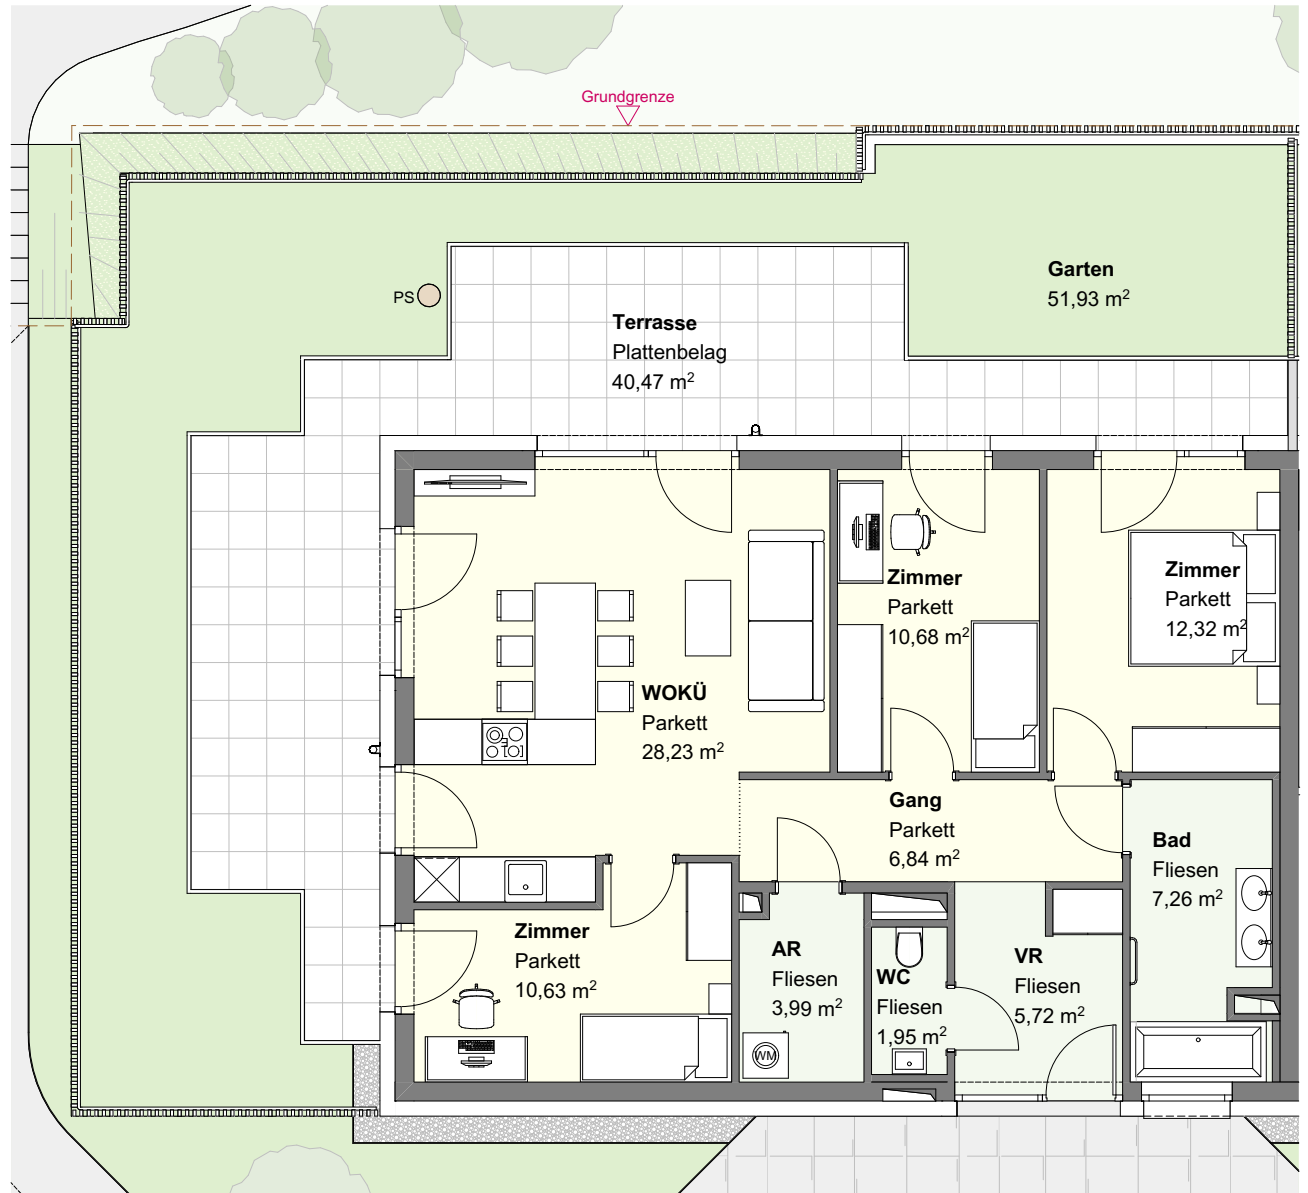 Grundgrenze
Garten
51,93 m²
PS
Terrasse
Plattenbelag
40,47 m²
Zimmer
Parkett
10,68 m²
Zimmer
Parkett
12,32 m²
WOKÜ
Parkett
28,23 m²
Gang
Parkett
6,84 m²
Bad
Fliesen
7,26 m²
Zimmer
Parkett
10,63 m²
AR
Fliesen
3,99 m²
WC
Fliesen
1,95 m²
VR
Fliesen
5,72 m²
WM